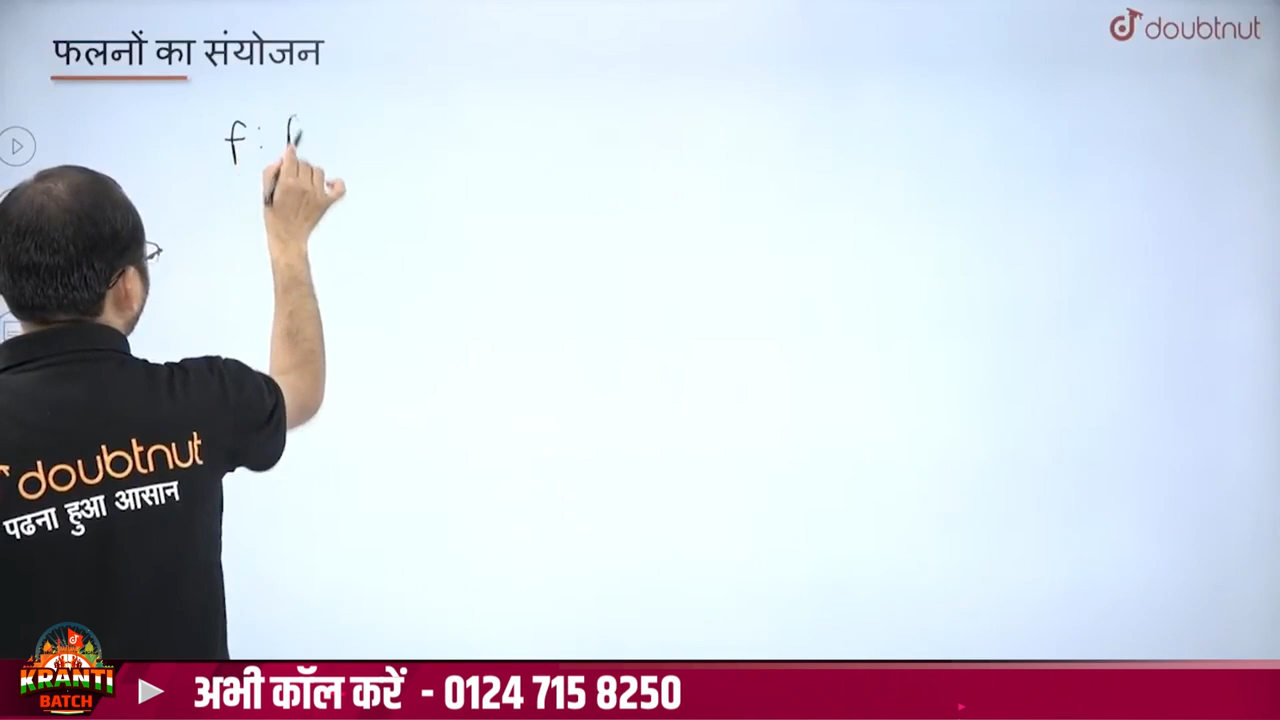 doubtnut
फलनों का संयोजन
f :
doubtnut
पढना हुआ आसान
KRANTI
BATCH
अभी कॉल करें - 0124 715 8250